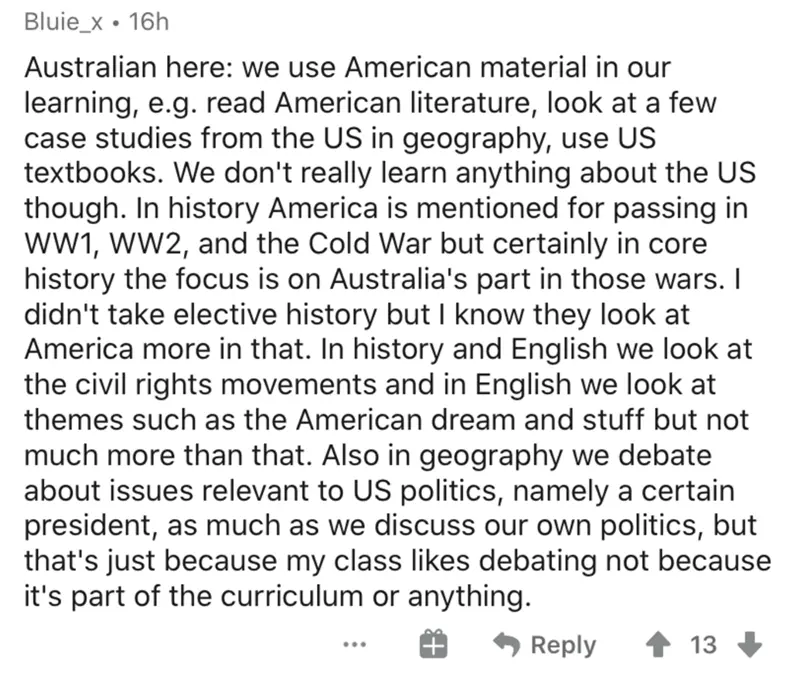 Bluie_x • 16h
Australian here: we use American material in our
learning, e.g. read American literature, look at a few
case studies from the US in geography, use US
textbooks. We don't really learn anything about the US
though. In history America is mentioned for passing in
WW1, WW2, and the Cold War but certainly in core
history the focus is on Australia's part in those wars. I
didn't take elective history but I know they look at
America more in that. In history and English we look at
the civil rights movements and in English we look at
themes such as the American dream and stuff but not
much more than that. Also in geography we debate
about issues relevant to US politics, namely a certain
president, as much as we discuss our own politics, but
that's just because my class likes debating not because
it's part of the curriculum or anything.
... Reply 13